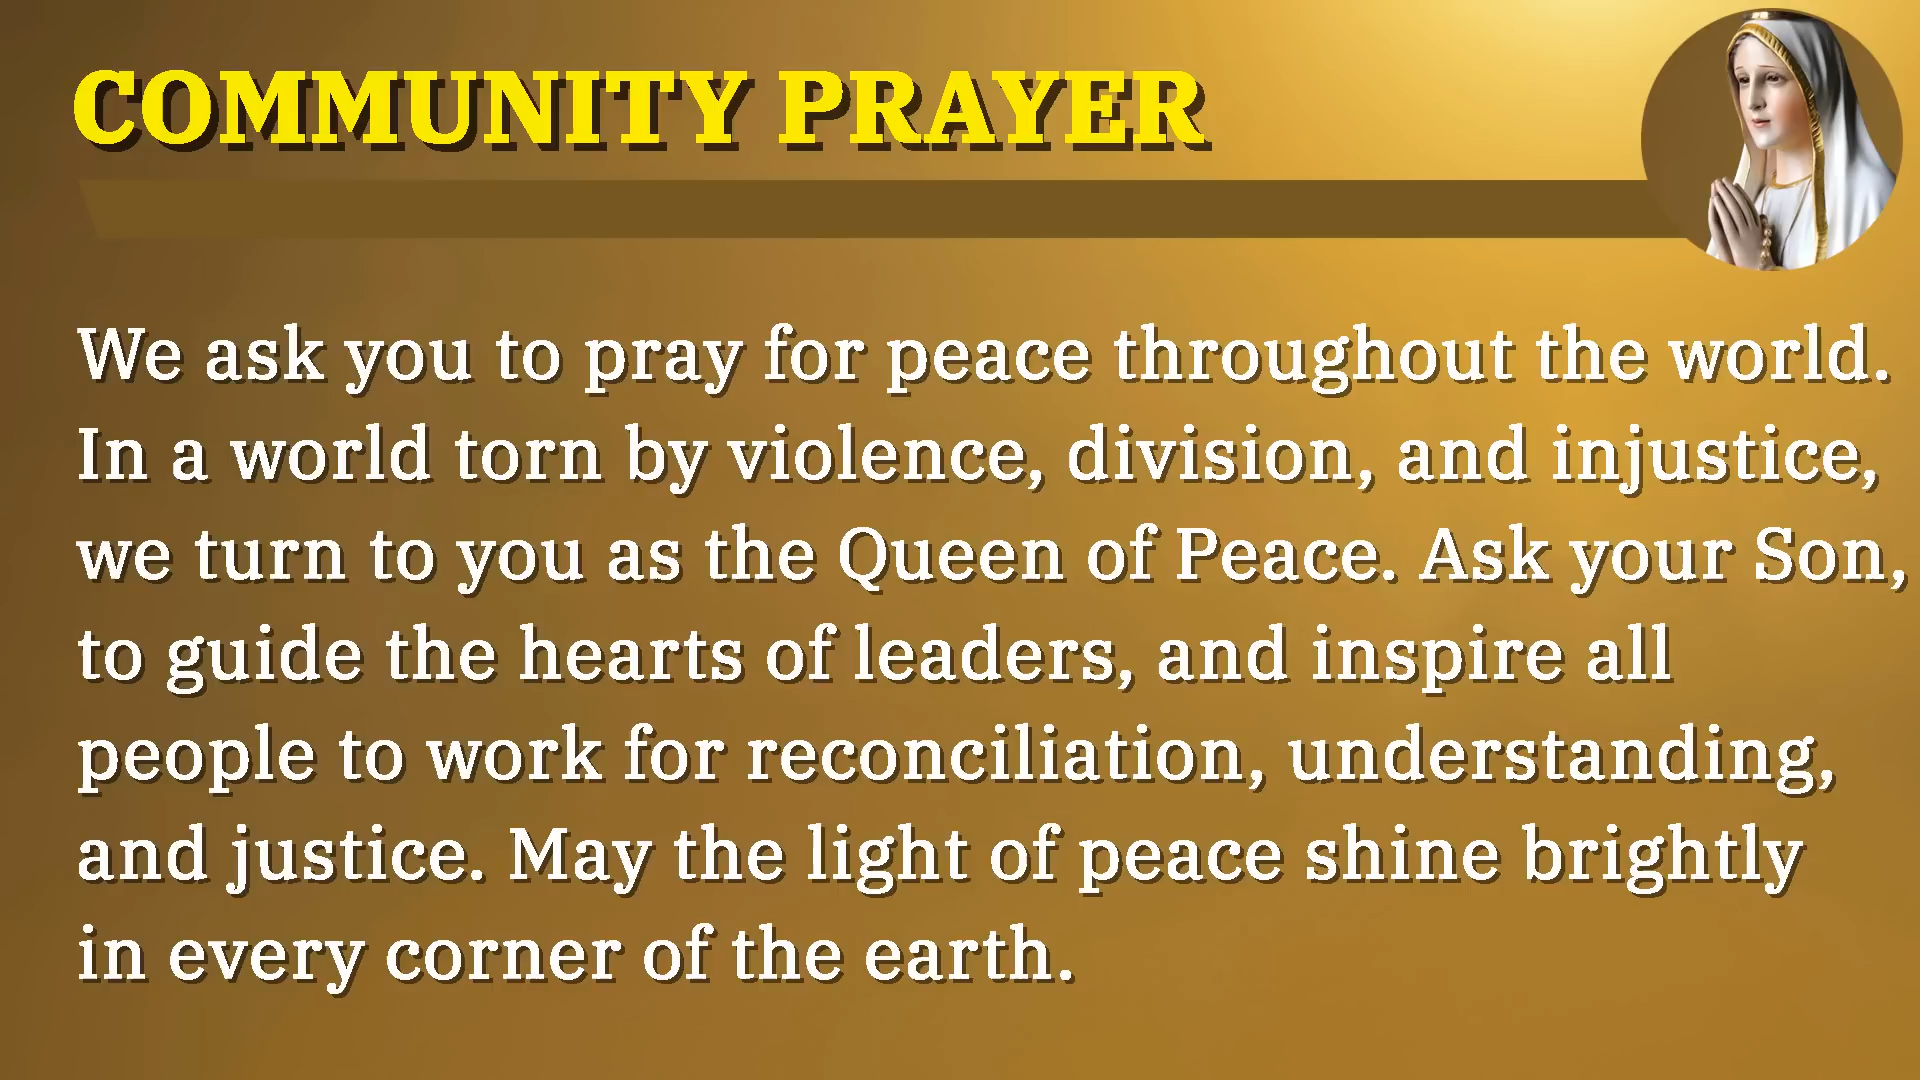 COMMUNITY PRAYER
We ask you to pray for peace throughout the world.
In a world torn by violence, division, and injustice,
we turn to you as the Queen of Peace. Ask your Son,
to guide the hearts of leaders, and inspire all
people to work for reconciliation, understanding,
and justice. May the light of peace shine brightly
in every corner of the earth.